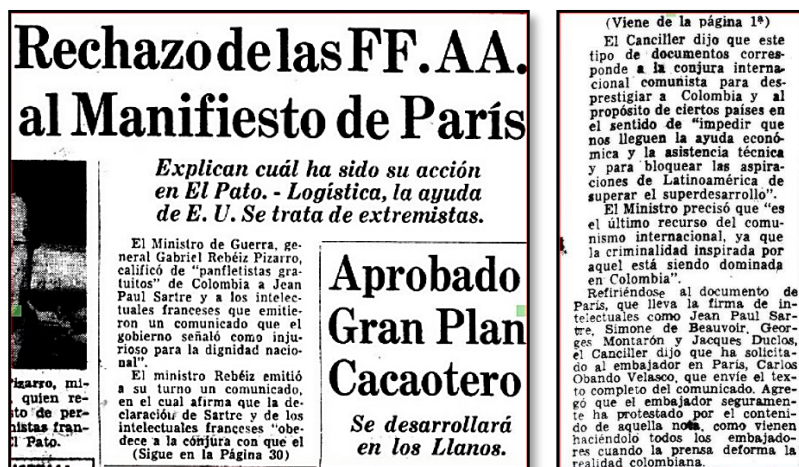 Rechazo de las FF.AA.
al Manifiesto de París
Explican cuál ha sido su acción
en El Pato. - Logística, la ayuda
de E. U. Se trata de extremistas.
El Ministro de Guerra, ge-
neral Gabriel Rebéiz Pizarro,
calificó de "panfletistas gra-
tuitos" de Colombia a Jean
Paul Sartre y a los intelec-
tuales franceses que emitie-
ron un comunicado que el
gobierno señaló como inju-
rioso para la dignidad nacio-
nal".
El ministro Rebéiz emitió
a su turno un comunicado,
en el cual afirma que la de-
claración de Sartre y de los
intelectuales franceses "obe-
dece a la conjura con que el
(Sigue en la Página 30)
izarro, mi-
quien re-
to de per-
nistas fran-
l Pato.
Aprobado
Gran Plan
Cacaotero
Se desarrollará
en los Llanos.
(Viene de la página 1ª)
El Canciller dijo que este
tipo de documentos corres-
ponde a la conjura interna-
cional comunista para des-
prestigiar a Colombia y al
propósito de ciertos países en
el sentido de "impedir que
nos lleguen la ayuda econó-
mica y la asistencia técnica
y para bloquear las aspira-
ciones de Latinoamérica de
superar el superdesarrollo".
El Ministro precisó que "es
el último recurso del comu-
nismo internacional, ya que
la criminalidad inspirada por
aquel está siendo dominada
en Colombia".
Refiriéndose al documento de
París, que lleva la firma de in-
telectuales como Jean Paul Sar-
tre, Simone de Beauvoir, Geor-
ges Montarón y Jacques Duclos,
el Canciller dijo que ha solicita-
do al embajador en París, Carlos
Obando Velasco, que envíe el tex-
to completo del comunicado. Agre-
gó que el embajador seguramen-
te ha protestado por el conteni-
do de aquella nota, como vienen
haciéndolo todos los embajado-
res cuando la prensa deforma la
realidad colombiana.